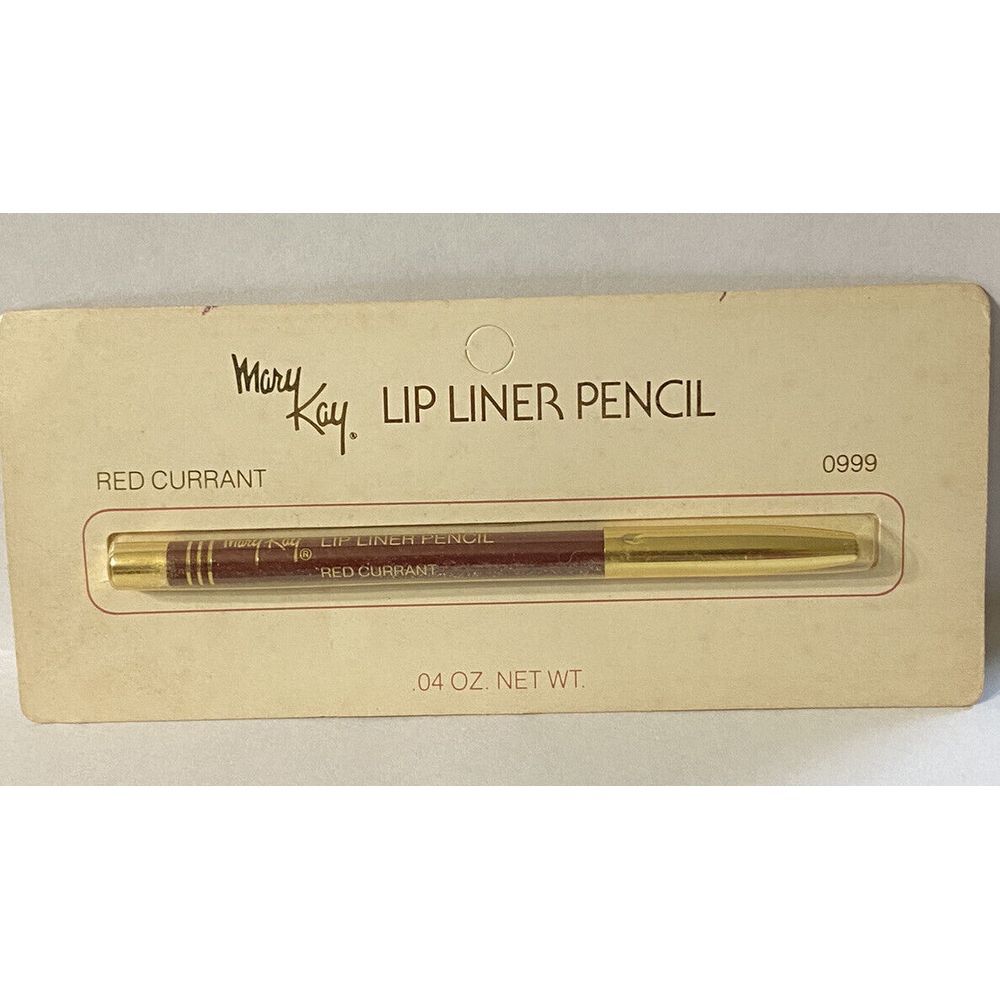 Mary Kay® LIP LINER PENCIL
RED CURRANT
0999
Mary Kay® LIP LINER PENCIL
RED CURRANT
.04 OZ. NET WT.